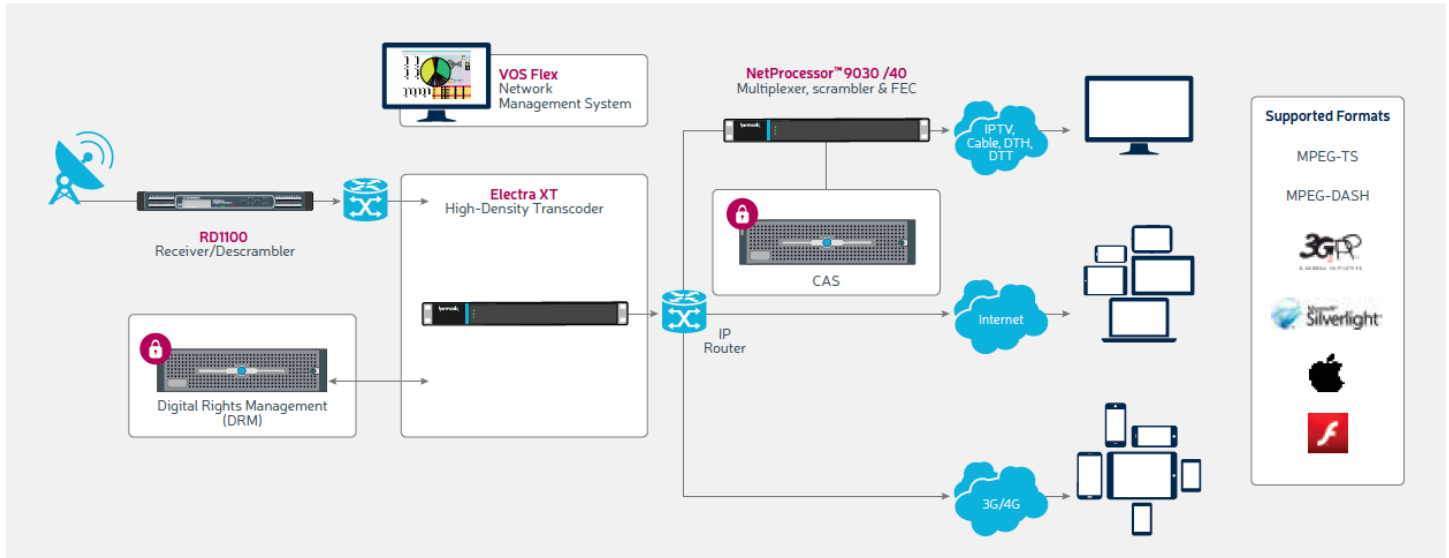 VOS Flex
Network
Management System
NetProcessor™9030 /40
Multiplexer, scrambler & FEC
IPTV,
Cable, DTH,
DTT
Supported Formats
MPEG-TS
MPEG-DASH
3GPP
Silverlight
Electra XT
High-Density Transcoder
RD1100
Receiver/Descrambler
CAS
Internet
IP
Router
Digital Rights Management
(DRM)
3G/4G